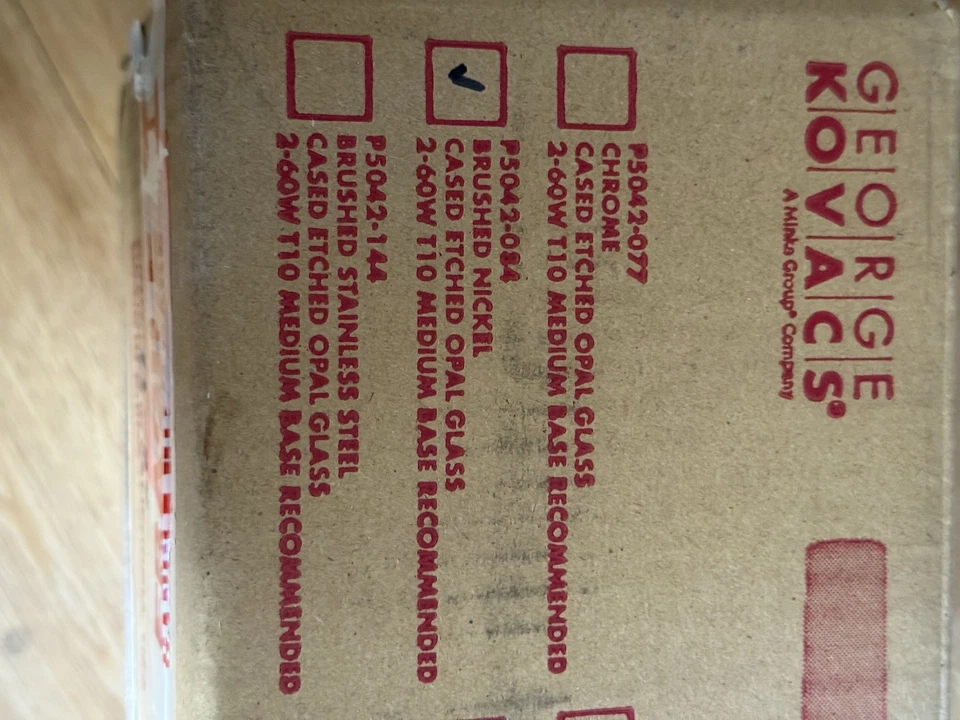 GEORGE
KOVACS®
A Minka Group® Company
P5042-077
CHROME
CASED ETCHED OPAL GLASS
2-60W T10 MEDIUM BASE RECOMMENDED
P5042-084
BRUSHED NICKEL
CASED ETCHED OPAL GLASS
2-60W T10 MEDIUM BASE RECOMMENDED
P5042-144
BRUSHED STAINLESS STEEL
CASED ETCHED OPAL GLASS
2-60W T10 MEDIUM BASE RECOMMENDED